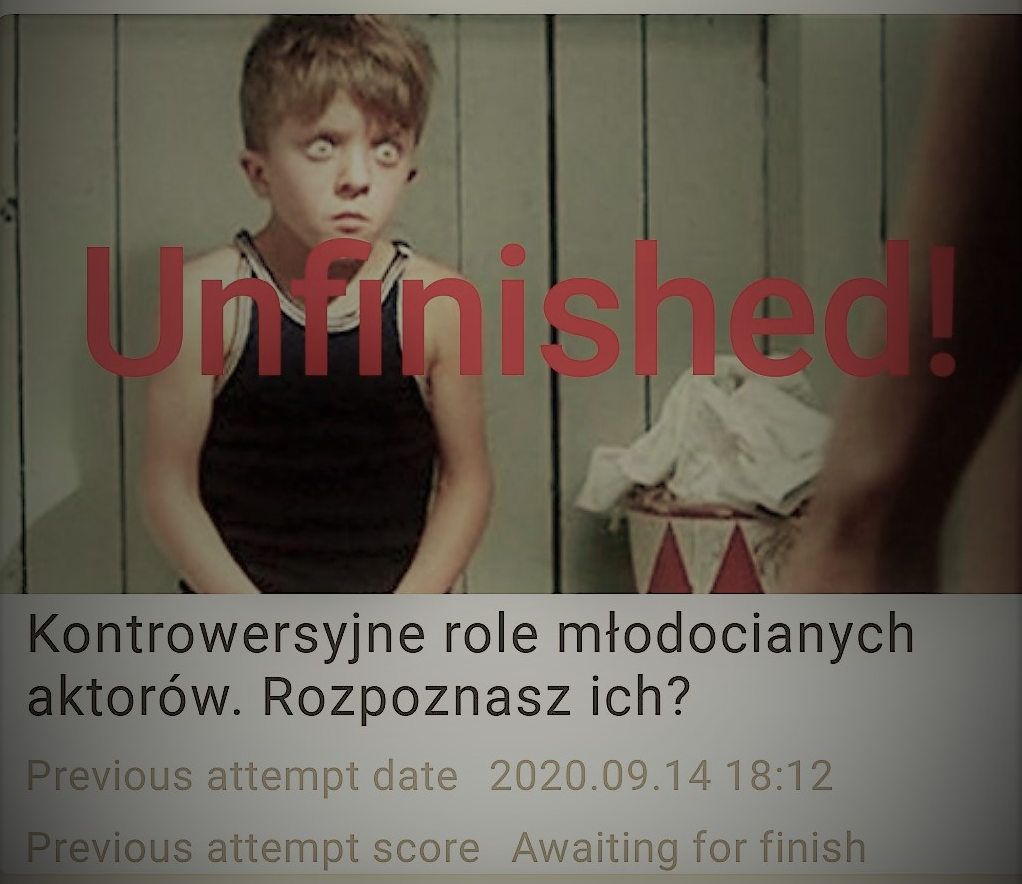 Unfinished!
Kontrowersyjne role młodocianych
aktorów. Rozpoznasz ich?
Previous attempt date 2020.09.14 18:12
Previous attempt score Awaiting for finish